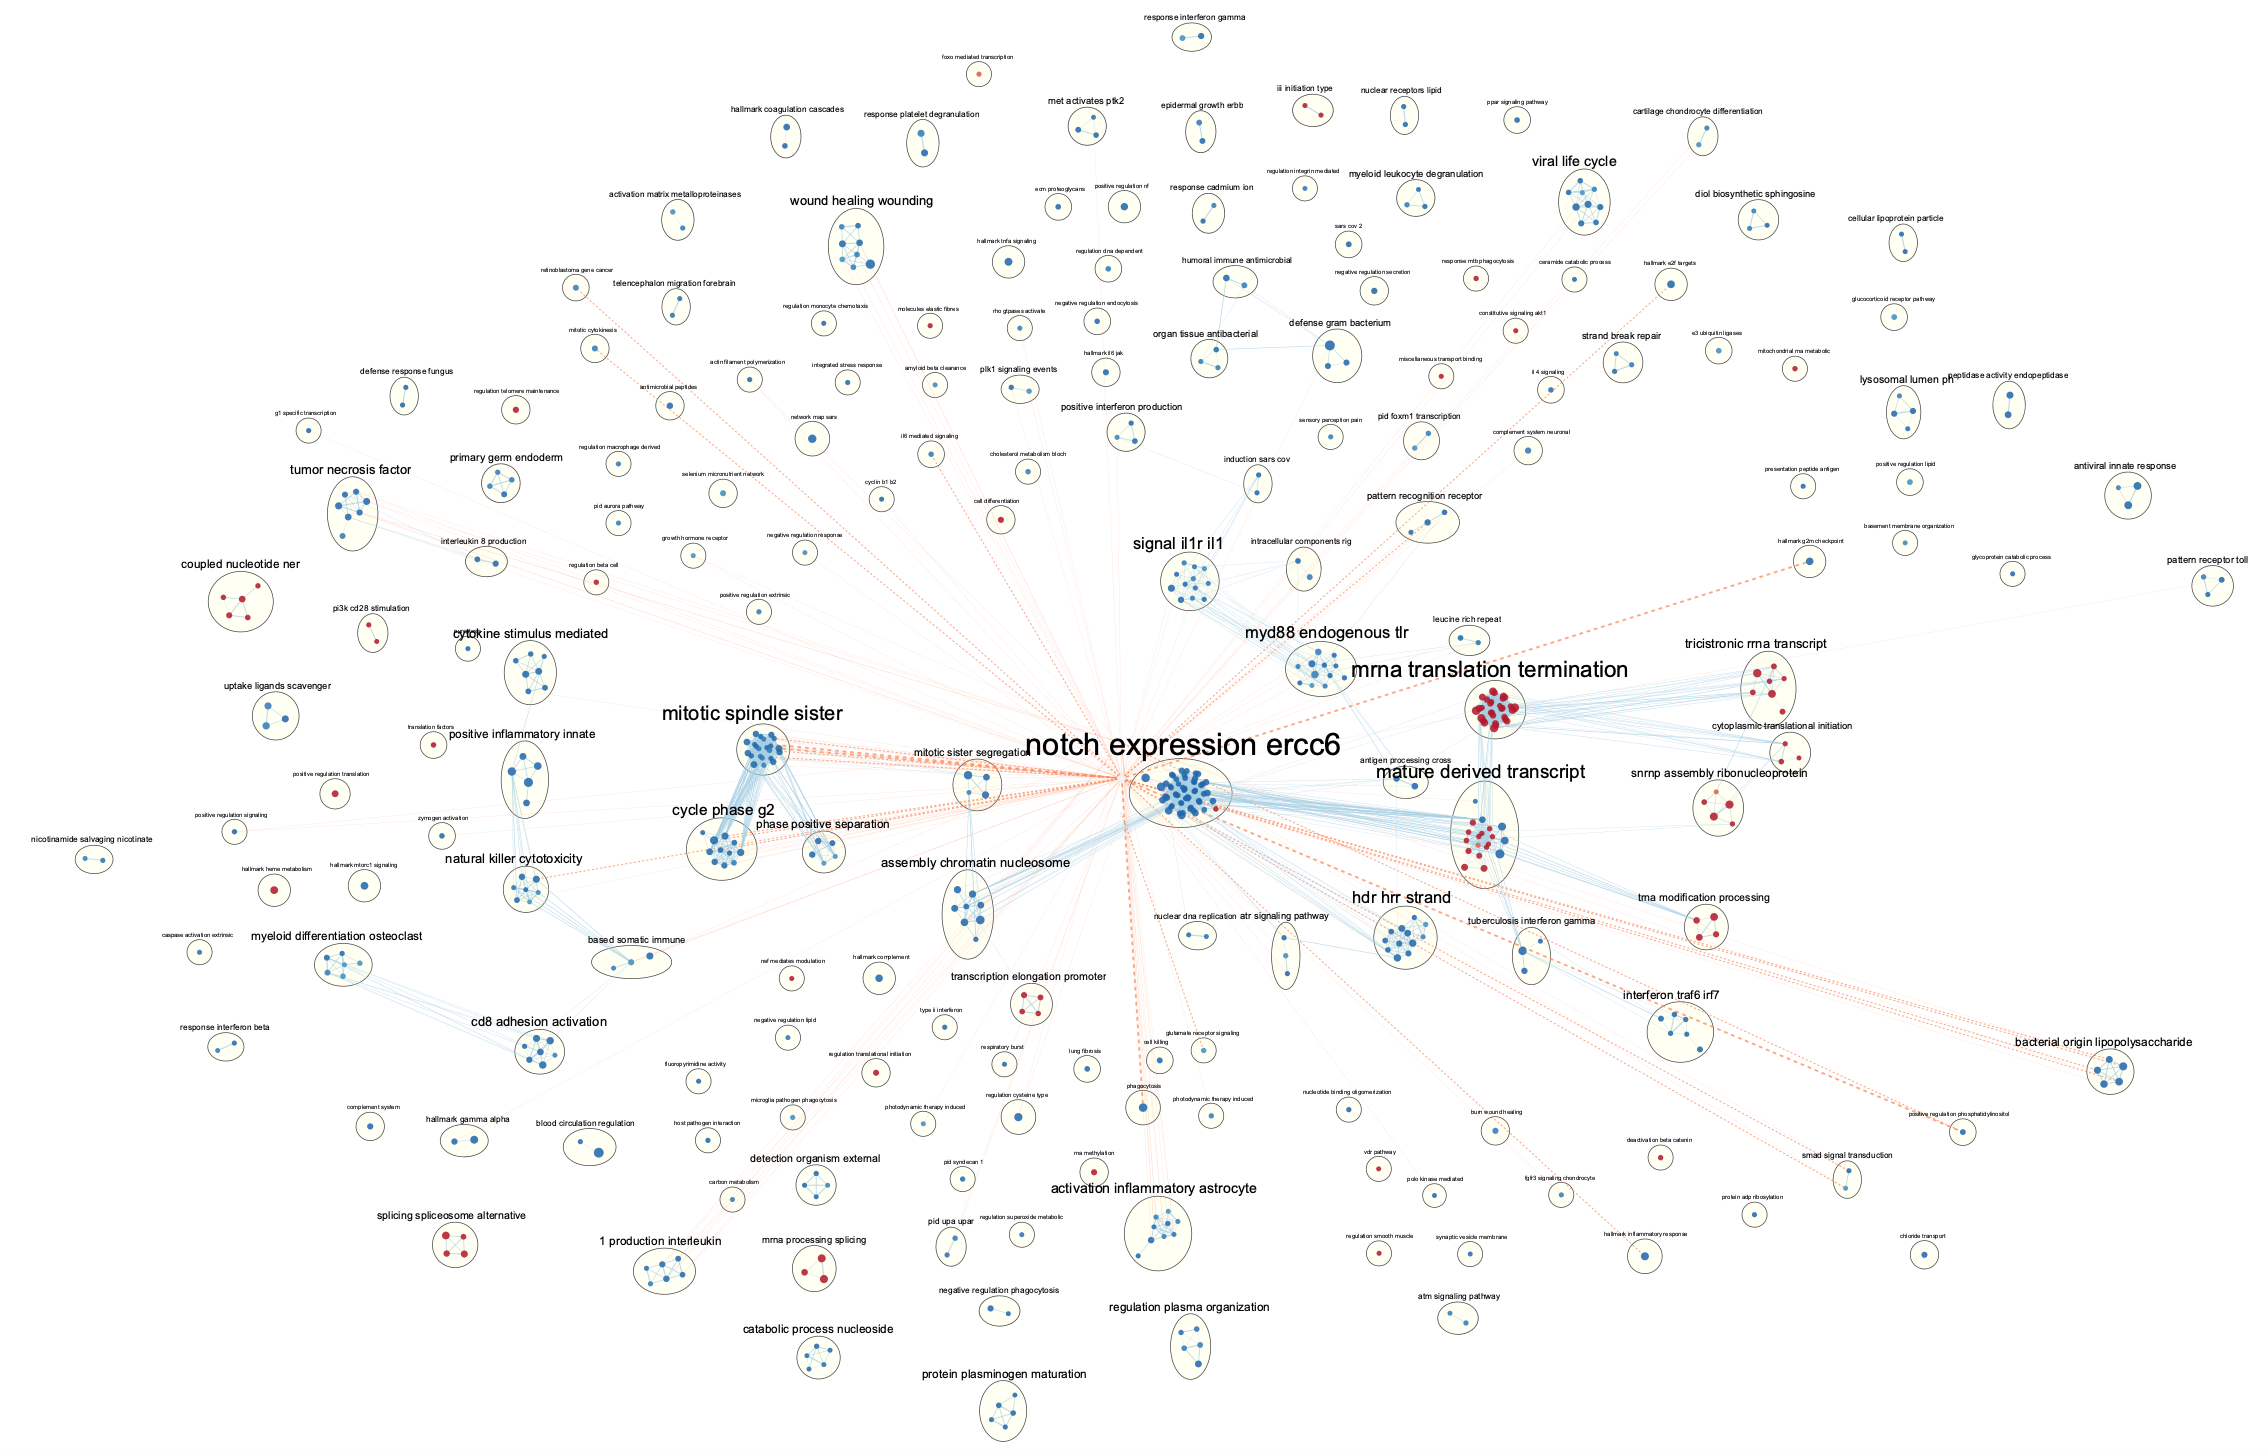 response interferon gamma
foxo mediated transcription
iii initiation type
nuclear receptors lipid
met activates ptk2
epidermal growth erbb
ppar signaling pathway
hallmark coagulation cascades
response platelet degranulation
cartilage chondrocyte differentiation
viral life cycle
regulation integrin mediated
myeloid leukocyte degranulation
activation matrix metalloproteinases
ecm proteoglycans
positive regulation nf
response cadmium ion
diol biosynthetic sphingosine
wound healing wounding
cellular lipoprotein particle
sars cov 2
hallmark tnfa signaling
regulation dna dependent
humoral immune antimicrobial
response mtb phagocytosis
ceramide catabolic process
hallmark e2f targets
retinoblastoma gene cancer
telencephalon migration forebrain
negative regulation secretion
glucocorticoid receptor pathway
regulation monocyte chemotaxis
molecules elastic fibres
rho gtpases activate
negative regulation endocytosis
constitutive signaling akt1
mitotic cytokinesis
organ tissue antibacterial
defense gram bacterium
strand break repair
e3 ubiquitin ligases
hallmark il6 jak
miscellaneous transport binding
mitochondrial rna metabolic
actin filament polymerization
integrated stress response
amyloid beta clearance
plk1 signaling events
il 4 signaling
defense response fungus
lysosomal lumen ph
peptidase activity endopeptidase
regulation telomere maintenance
antimicrobial peptides
positive interferon production
g1 specific transcription
network map sars
il6 mediated signaling
sensory perception pain
pid foxm1 transcription
complement system neuronal
regulation macrophage derived
cholesterol metabolism bloch
induction sars cov
primary germ endoderm
tumor necrosis factor
selenium micronutrient network
cyclin b1 b2
presentation peptide antigen
positive regulation lipid
antiviral innate response
cell differentiation
pattern recognition receptor
pid aurora pathway
basement membrane organization
interleukin 8 production
growth hormone receptor
negative regulation response
signal il1r il1
intracellular components rig
hallmark g2m checkpoint
glycoprotein catabolic process
pattern receptor toll
coupled nucleotide ner
regulation beta cell
positive regulation extrinsic
pi3k cd28 stimulation
cytokine stimulus mediated
myd88 endogenous tlr
leucine rich repeat
tricistronic rrna transcript
mrna translation termination
uptake ligands scavenger
mitotic spindle sister
translation factors
positive inflammatory innate
cytoplasmic translational initiation
notch expression ercc6
mitotic sister segregation
antigen processing cross
mature derived transcript
snrnp assembly ribonucleoprotein
positive regulation translation
cycle phase g2
phase positive separation
positive regulation signaling
zymogen activation
nicotinamide salvaging nicotinate
natural killer cytotoxicity
assembly chromatin nucleosome
hallmark heme metabolism
hallmark mtorc1 signaling
hdr hrr strand
trna modification processing
nuclear dna replication
atr signaling pathway
tuberculosis interferon gamma
caspase activation extrinsic
myeloid differentiation osteoclast
based somatic immune
nef mediates modulation
hallmark complement
transcription elongation promoter
interferon traf6 irf7
response interferon beta
cd8 adhesion activation
negative regulation lipid
type ii interferon
glutamate receptor signaling
cell killing
bacterial origin lipopolysaccharide
fluoropyrimidine activity
regulation translational initiation
respiratory burst
lung fibrosis
complement system
hallmark gamma alpha
blood circulation regulation
microglia pathogen phagocytosis
photodynamic therapy induced
regulation cysteine type
phagocytosis
photodynamic therapy induced
nucleotide binding oligomerization
burn wound healing
positive regulation phosphatidylinositol
host pathogen interaction
detection organism external
pid syndecan 1
rna methylation
vdr pathway
deactivation beta catenin
smad signal transduction
carbon metabolism
activation inflammatory astrocyte
polo kinase mediated
fgfr3 signaling chondrocyte
protein adp ribosylation
splicing spliceosome alternative
pid upa upar
regulation superoxide metabolic
1 production interleukin
mrna processing splicing
regulation smooth muscle
synaptic vesicle membrane
hallmark inflammatory response
chloride transport
negative regulation phagocytosis
regulation plasma organization
atm signaling pathway
catabolic process nucleoside
protein plasminogen maturation